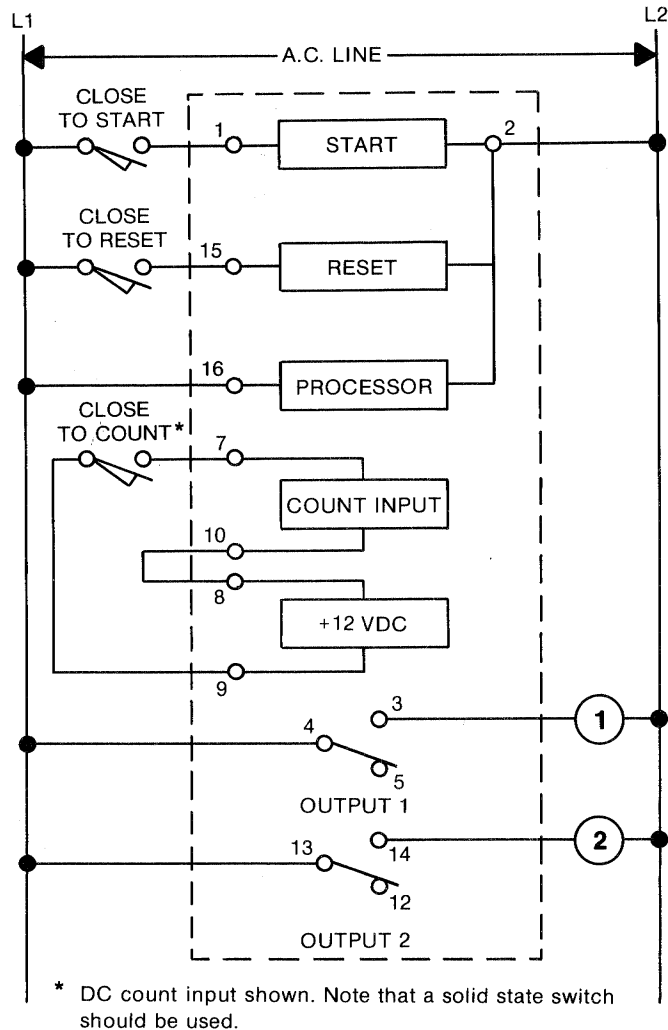 L1
L2
A.C. LINE
CLOSE
TO START
1
START
2
CLOSE
TO RESET
15
RESET
16
PROCESSOR
CLOSE
TO COUNT*
7
COUNT INPUT
10
8
+12 VDC
9
3
1
4
5
OUTPUT 1
13
14
2
12
OUTPUT 2
* DC count input shown. Note that a solid state switch
should be used.